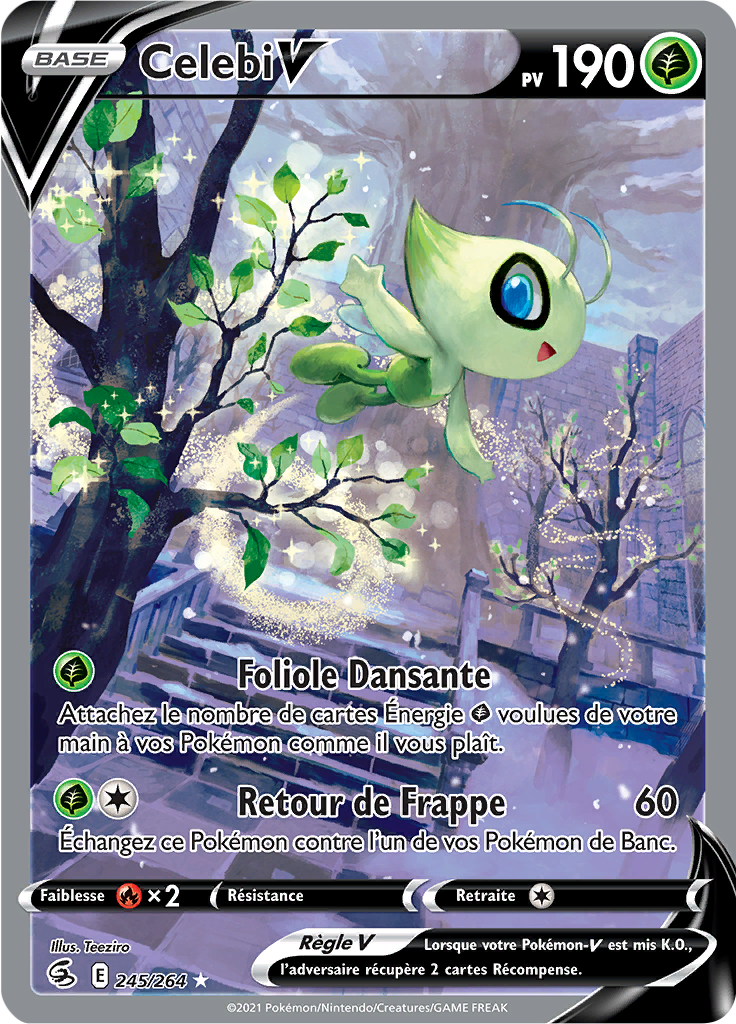 BASE
Celebi V
PV 190
Foliole Dansante
Attachez le nombre de cartes Énergie voulues de votre
main à vos Pokémon comme il vous plaît.
Retour de Frappe 60
Échangez ce Pokémon contre l'un de vos Pokémon de Banc.
Faiblesse ×2 Résistance Retraite
Illus. Teeziro
Règle V Lorsque votre Pokémon-V est mis K.O.,
l'adversaire récupère 2 cartes Récompense.
E 245/264 ★
©2021 Pokémon/Nintendo/Creatures/GAME FREAK